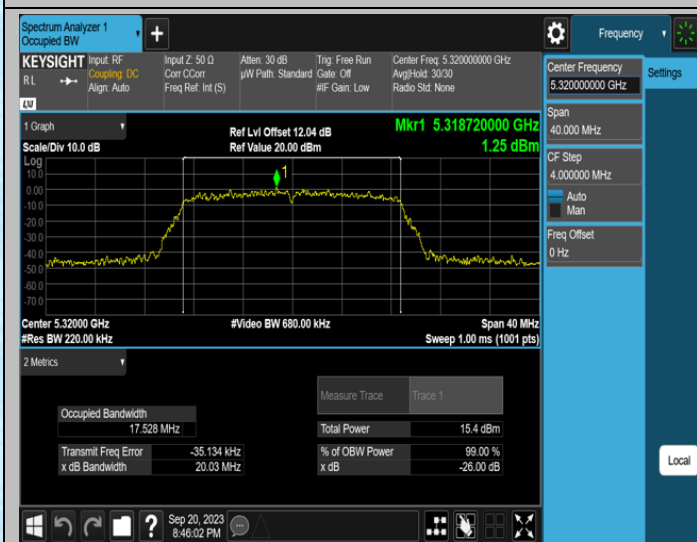 Spectrum Analyzer 1
Occupied BW
+
Frequency
KEYSIGHT
R L
LXI
Input: RF
Coupling: DC
Align: Auto
Input Z: 50 Ω
Corr CCorr
Freq Ref: Int (S)
Atten: 30 dB
µW Path: Standard
Trig: Free Run
Gate: Off
#IF Gain: Low
Center Freq: 5.320000000 GHz
Avg|Hold: 30/30
Radio Std: None
Center Frequency
5.320000000 GHz
Settings
Span
40.000 MHz
CF Step
4.000000 MHz
Auto
Man
Freq Offset
0 Hz
1 Graph
Scale/Div 10.0 dB
Ref Lvl Offset 12.04 dB
Ref Value 20.00 dBm
Mkr1 5.318720000 GHz
1.25 dBm
Log
10.0
0.00
-10.0
-20.0
-30.0
-40.0
-50.0
-60.0
-70.0
1
Center 5.32000 GHz
#Res BW 220.00 kHz
#Video BW 680.00 kHz
Span 40 MHz
Sweep 1.00 ms (1001 pts)
2 Metrics
Measure Trace
Trace 1
Occupied Bandwidth
17.528 MHz
Total Power
15.4 dBm
Transmit Freq Error
-35.134 kHz
% of OBW Power
99.00 %
x dB Bandwidth
20.03 MHz
x dB
-26.00 dB
Local
?
Sep 20, 2023
8:46:02 PM